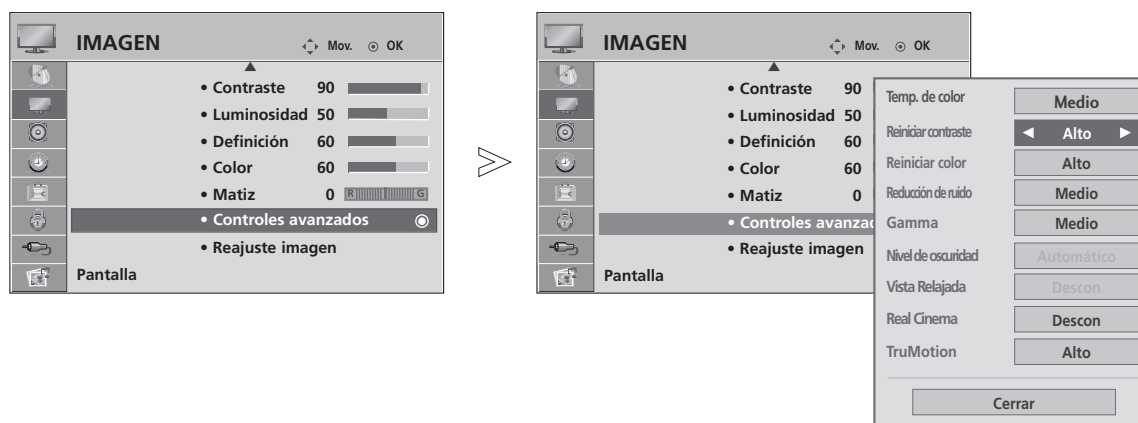 IMAGEN Mov. OK
• Contraste 90
• Luminosidad 50
• Definición 60
• Color 60
• Matiz 0 R G
• Controles avanzados
• Reajuste imagen
Pantalla
IMAGEN Mov. OK
• Contraste 90
• Luminosidad 50
• Definición 60
• Color 60
• Matiz 0
• Controles avanzad
• Reajuste imagen
Pantalla
Temp. de color Medio
Reiniciar contraste Alto
Reiniciar color Alto
Reducción de ruido Medio
Gamma Medio
Nivel de oscuridad Automático
Vista Relajada Descon
Real Cinema Descon
TruMotion Alto
Cerrar